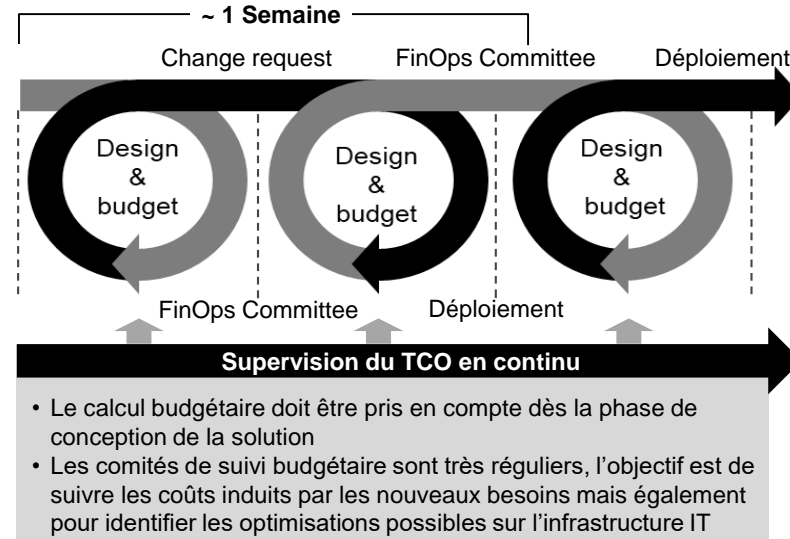 ~ 1 Semaine
Change request
FinOps Committee
Déploiement
Design
&
budget
Design
&
budget
Design
&
budget
FinOps Committee
Déploiement
Supervision du TCO en continu
• Le calcul budgétaire doit être pris en compte dès la phase de
conception de la solution
• Les comités de suivi budgétaire sont très réguliers, l’objectif est de
suivre les coûts induits par les nouveaux besoins mais également
pour identifier les optimisations possibles sur l’infrastructure IT